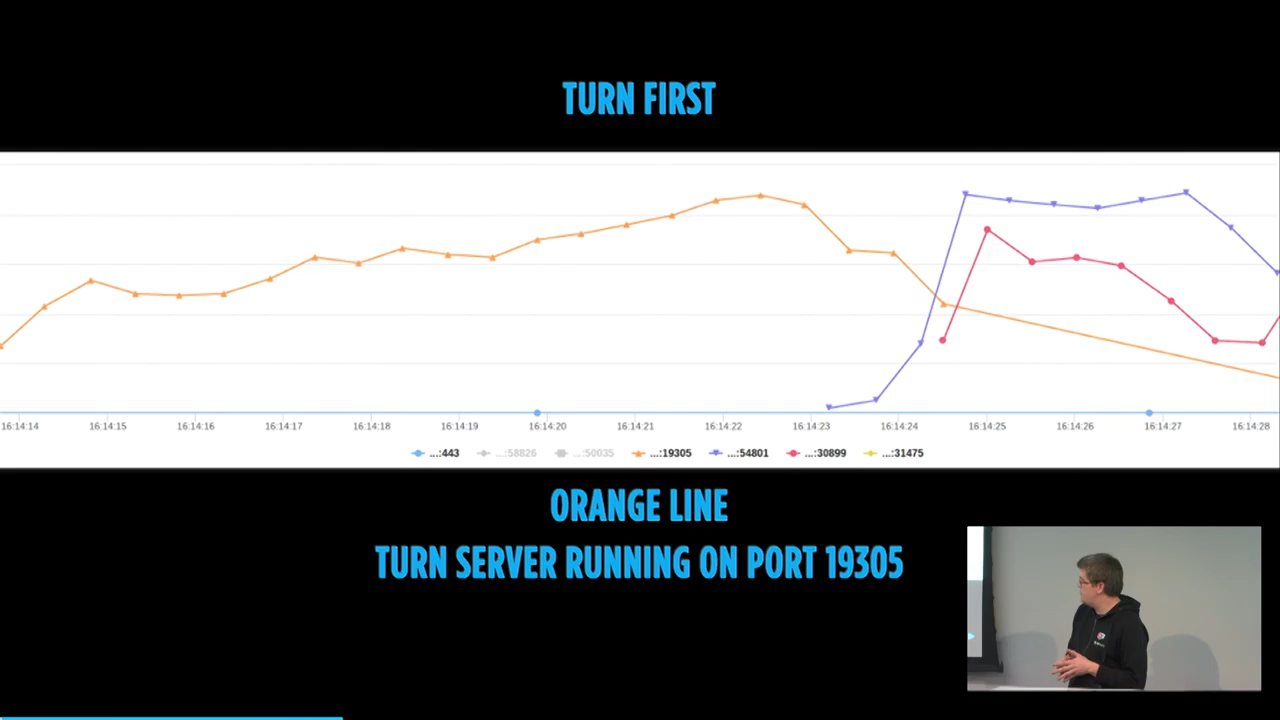 TURN FIRST
16:14:14 16:14:15 16:14:16 16:14:17 16:14:18 16:14:19 16:14:20 16:14:21 16:14:22 16:14:23 16:14:24 16:14:25 16:14:26 16:14:27 16:14:28
...:443 ...:58826 ...:50035 ...:19305 ...:54801 ...:30899 ...:31475
ORANGE LINE
TURN SERVER RUNNING ON PORT 19305